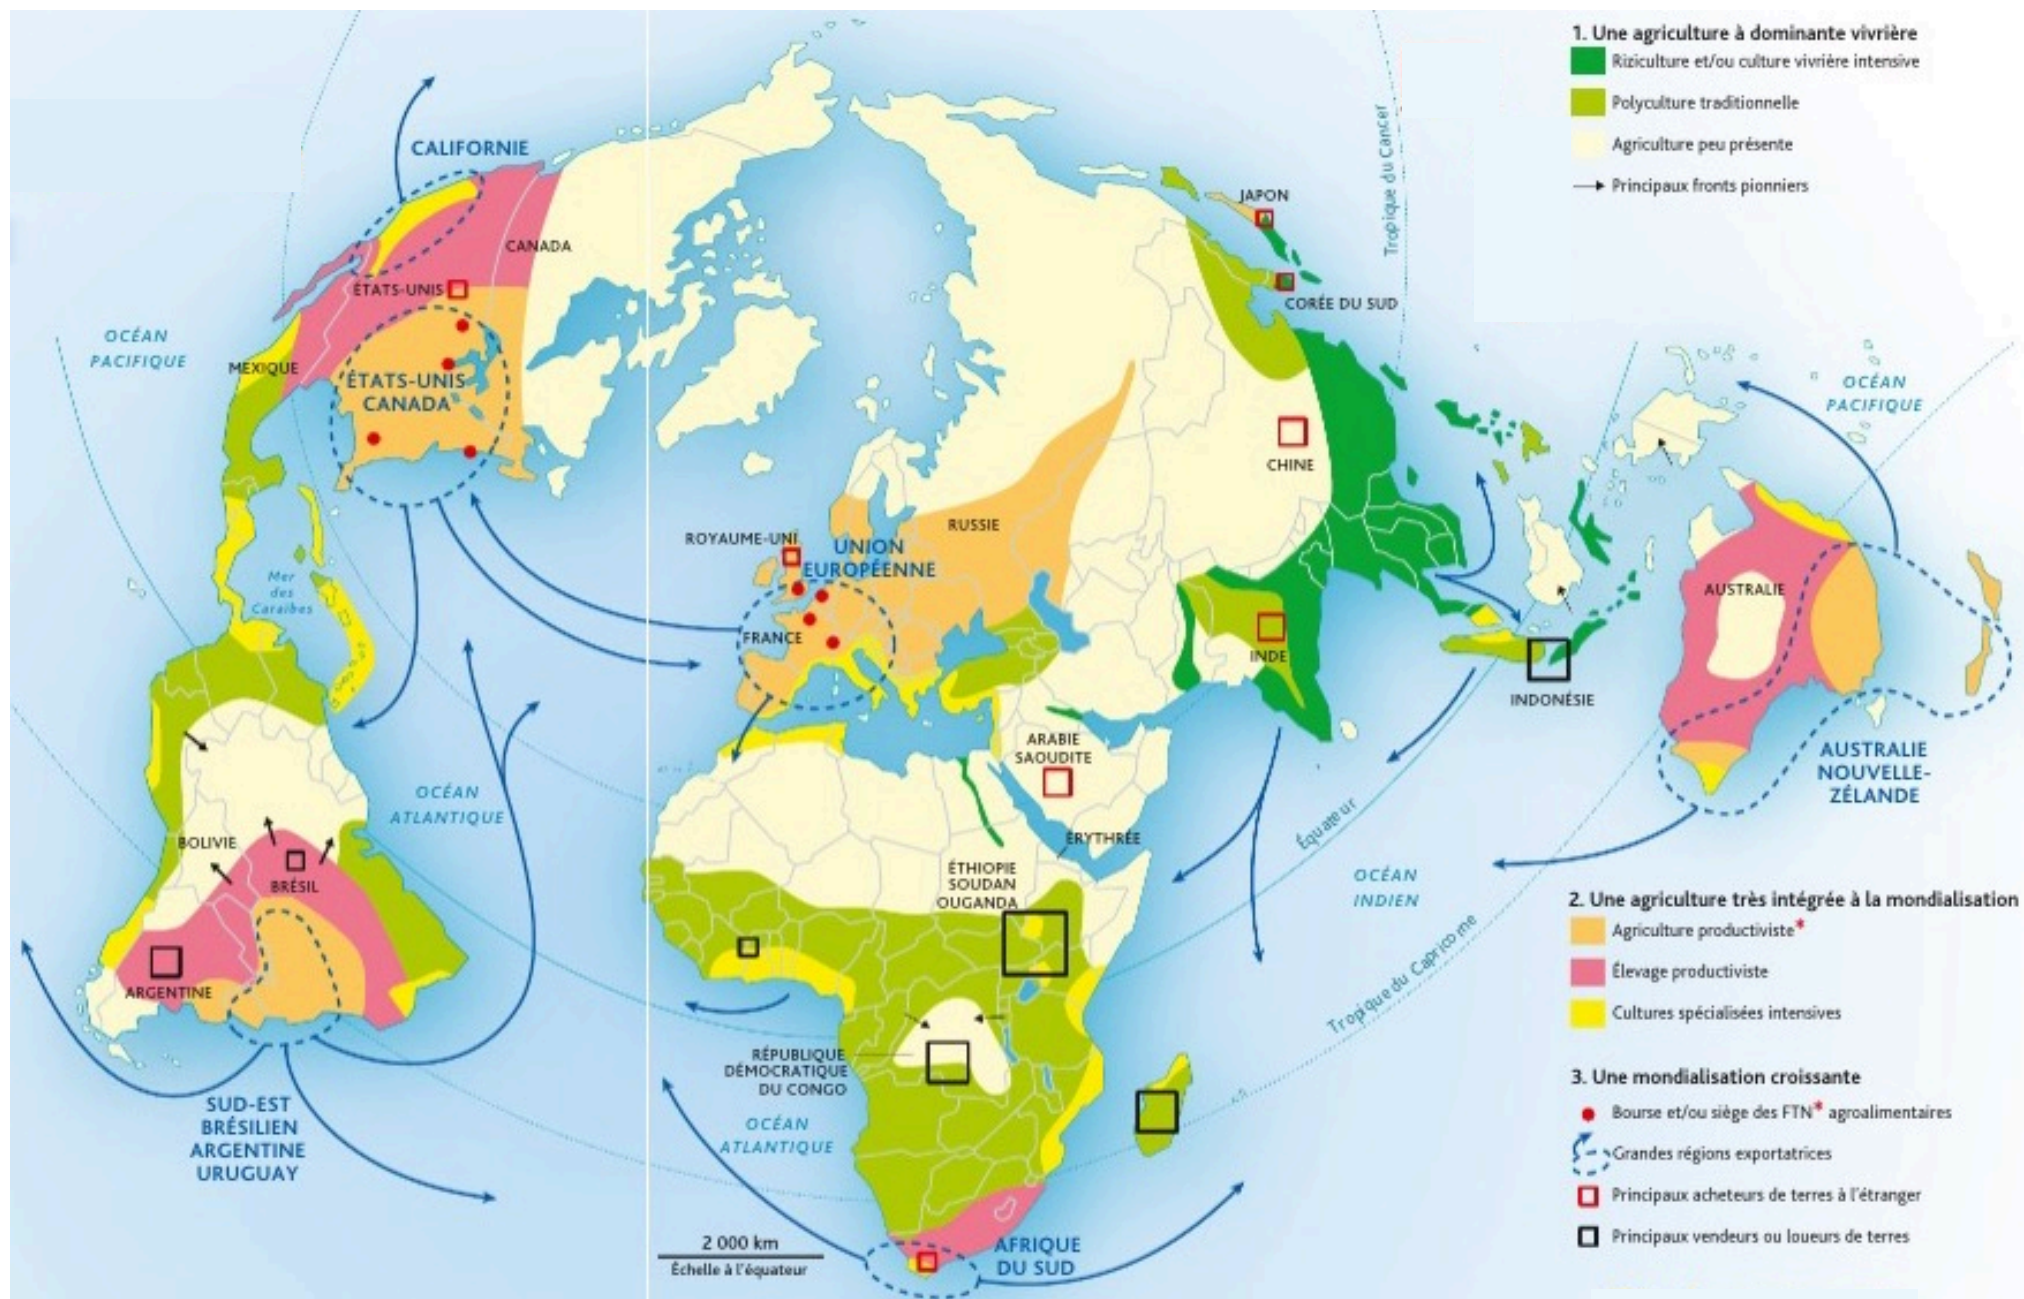 1. Une agriculture à dominante vivrière
Riziculture et/ou culture vivrière intensive
Polyculture traditionnelle
Agriculture peu présente
Principaux fronts pionniers
CALIFORNIE
CANADA
ÉTATS-UNIS
OCÉAN
PACIFIQUE
MEXIQUE
ÉTATS-UNIS
CANADA
Mer
des
Caraïbes
ROYAUME-UNI
UNION
EUROPÉENNE
FRANCE
RUSSIE
JAPON
CORÉE DU SUD
Tropique du Cancer
CHINE
INDE
INDONÉSIE
OCÉAN
PACIFIQUE
AUSTRALIE
AUSTRALIE
NOUVELLE-
ZÉLANDE
ARABIE
SAOUDITE
ÉRYTHRÉE
ÉTHIOPIE
SOUDAN
OUGANDA
OCÉAN
ATLANTIQUE
BOLIVIE
BRÉSIL
ARGENTINE
SUD-EST
BRÉSILIEN
ARGENTINE
URUGUAY
RÉPUBLIQUE
DÉMOCRATIQUE
DU CONGO
OCÉAN
ATLANTIQUE
Équateur
OCÉAN
INDIEN
Tropique du Capricorne
AFRIQUE
DU SUD
2 000 km
Échelle à l'équateur
2. Une agriculture très intégrée à la mondialisation
Agriculture productiviste*
Élevage productiviste
Cultures spécialisées intensives
3. Une mondialisation croissante
Bourse et/ou siège des FTN* agroalimentaires
Grandes régions exportatrices
Principaux acheteurs de terres à l'étranger
Principaux vendeurs ou loueurs de terres